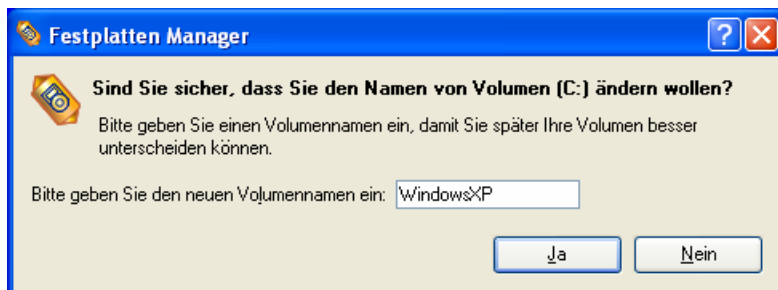 Festplatten Manager
Sind Sie sicher, dass Sie den Namen von Volumen (C:) ändern wollen?
Bitte geben Sie einen Volumennamen ein, damit Sie später Ihre Volumen besser
unterscheiden können.
Bitte geben Sie den neuen Volumennamen ein: WindowsXP
Ja Nein